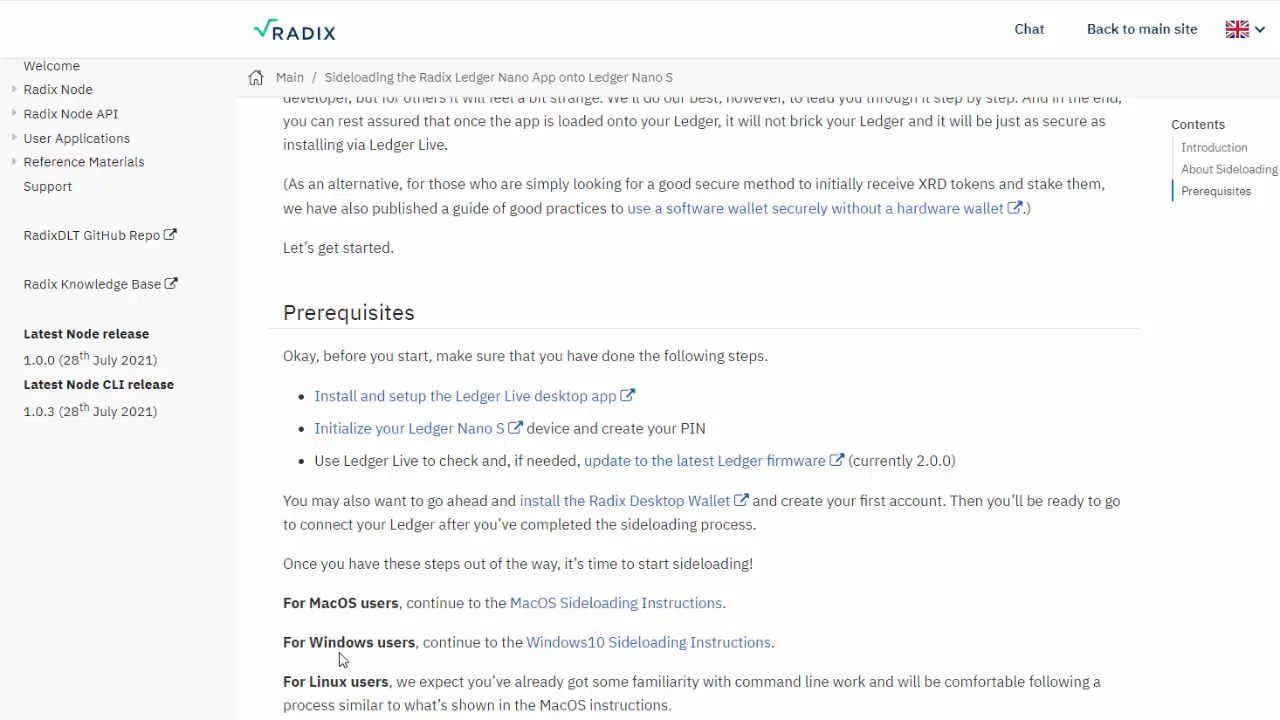 RADIX
Chat
Back to main site
Welcome
Radix Node
Radix Node API
User Applications
Reference Materials
Support
RadixDLT GitHub Repo
Radix Knowledge Base
Latest Node release
1.0.0 (28th July 2021)
Latest Node CLI release
1.0.3 (28th July 2021)
Main / Sideloading the Radix Ledger Nano App onto Ledger Nano S
developer, but for others it will feel a bit strange. We'll do our best, however, to lead you through it step by step. And in the end,
you can rest assured that once the app is loaded onto your Ledger, it will not brick your Ledger and it will be just as secure as
installing via Ledger Live.
(As an alternative, for those who are simply looking for a good secure method to initially receive XRD tokens and stake them,
we have also published a guide of good practices to use a software wallet securely without a hardware wallet.)
Let's get started.
Prerequisites
Okay, before you start, make sure that you have done the following steps.
• Install and setup the Ledger Live desktop app
• Initialize your Ledger Nano S device and create your PIN
• Use Ledger Live to check and, if needed, update to the latest Ledger firmware (currently 2.0.0)
You may also want to go ahead and install the Radix Desktop Wallet and create your first account. Then you'll be ready to go
to connect your Ledger after you've completed the sideloading process.
Once you have these steps out of the way, it's time to start sideloading!
For MacOS users, continue to the MacOS Sideloading Instructions.
For Windows users, continue to the Windows10 Sideloading Instructions.
For Linux users, we expect you've already got some familiarity with command line work and will be comfortable following a
process similar to what's shown in the MacOS instructions.
Contents
Introduction
About Sideloading
Prerequisites